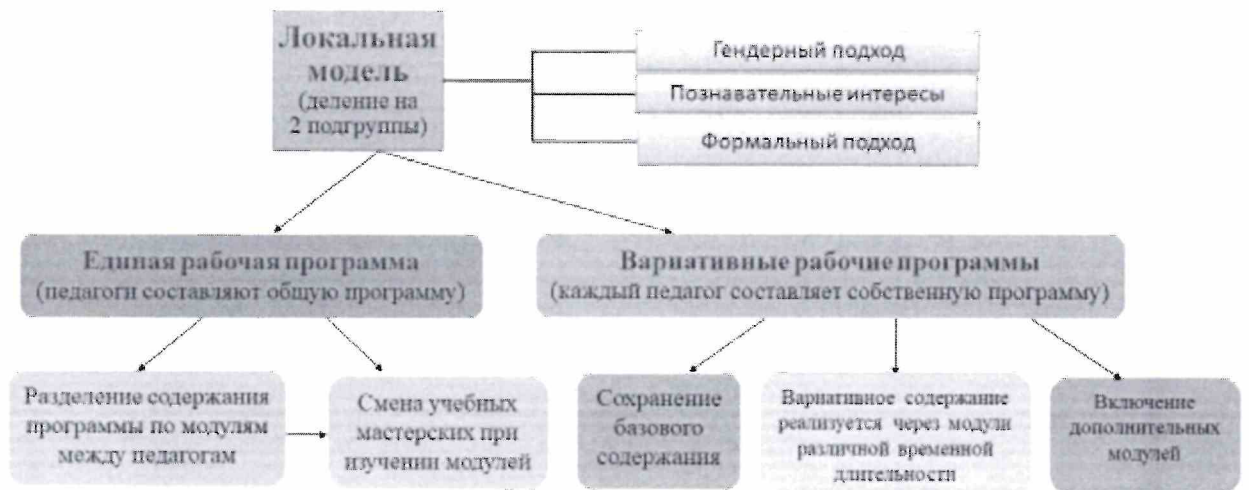 Локальная
модель
(деление на
2 подгруппы)
Гендерный подход
Познавательные интересы
Формальный подход
Единая рабочая программа
(педагоги составляют общую программу)
Вариативные рабочие программы
(каждый педагог составляет собственную программу)
Разделение содержания
программы по модулям
между педагогам
Смена учебных
мастерских при
изучении модулей
Сохранение
базового
содержания
Вариативное содержание
реализуется через модули
различной временной
длительности
Включение
дополнительных
модулей